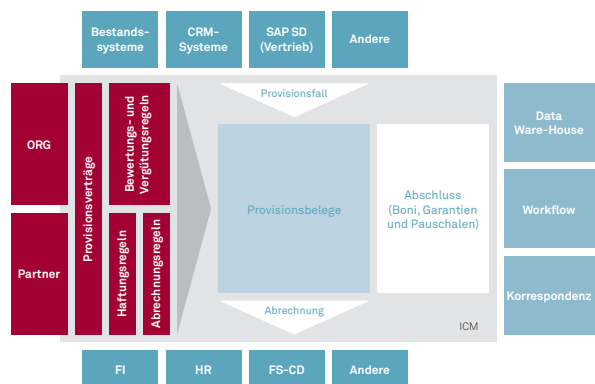 Bestands-
systeme
CRM-
Systeme
SAP SD
(Vertrieb)
Andere
ORG
Partner
Provisionsverträge
Bewertungs- und
Vergütungsregeln
Haftungsregeln
Abrechnungsregeln
Provisionsfall
Provisionsbelege
Abrechnung
Abschluss
(Boni, Garantien
und Pauschalen)
ICM
Data
Ware-House
Workflow
Korrespondenz
FI
HR
FS-CD
Andere